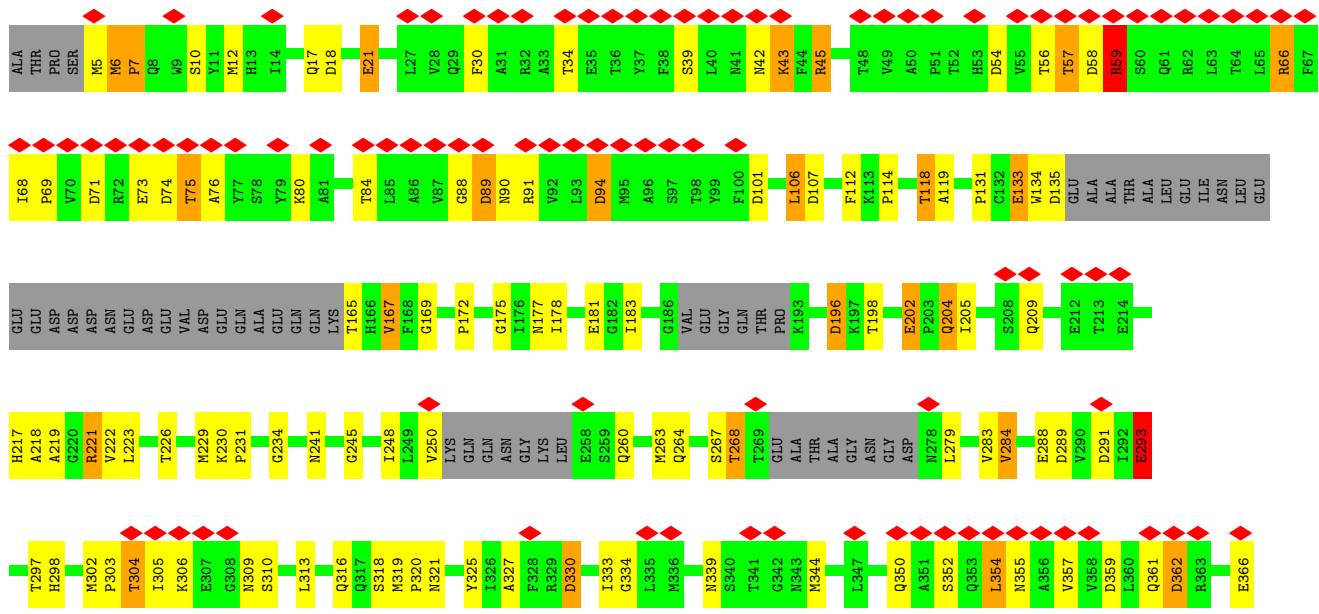 ALA THR PRO SER M5 M6 P7 Q8 W9 S10 Y11 M12 H13 I14 Q17 D18 E21 L27 V28 Q29 F30 A31 R32 A33 T34 E35 T36 Y37 F38 S39 L40 N41 N42 K43 F44 R45 T48 V49 A50 P51 T52 H53 D54 V55 T56 T57 D58 R59 S60 Q61 R62 L63 T64 L65 R66 F67
I68 P69 V70 D71 R72 E73 D74 T75 A76 Y77 S78 Y79 K80 A81 T84 L85 A86 V87 G88 D89 N90 R91 V92 L93 D94 M95 A96 S97 T98 Y99 F100 D101 L106 D107 F112 K113 P114 T118 A119 P131 C132 E133 W134 D135 GLU ALA ALA THR ALA LEU GLU ILE ASN LEU GLU
GLU GLU ASP ASP ASP ASN GLU ASP GLU VAL ASP GLU GLN ALA GLU GLN GLN LYS T165 H166 V167 F168 G169 P172 G175 I176 N177 I178 E181 G182 I183 G186 VAL GLU GLY GLN THR PRO K193 D196 K197 T198 E202 P203 Q204 I205 S208 Q209 E212 T213 E214
H217 A218 A219 G220 R221 V222 L223 T226 M229 K230 P231 G234 N241 G245 I248 L249 V250 LYS GLN GLN ASN GLY LYS LEU E258 S259 Q260 M263 Q264 S267 T268 T269 GLU ALA THR ALA GLY ASN GLY ASP N278 L279 V283 V284 E288 D289 V290 D291 I292 E293
T297 H298 M302 P303 T304 I305 K306 E307 G308 N309 S310 L313 Q316 Q317 S318 M319 P320 N321 Y325 I326 A327 F328 R329 D330 I333 G334 L335 M336 N339 S340 T341 G342 N343 M344 L347 Q350 A351 S352 Q353 L354 N355 A356 V357 V358 D359 L360 Q361 D362 R363 E366